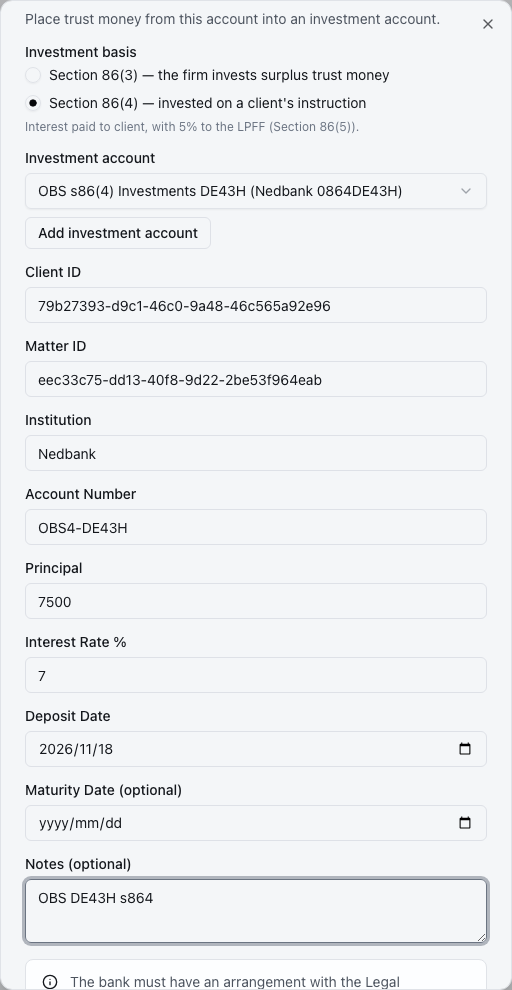 Place trust money from this account into an investment account.
Investment basis
Section 86(3) — the firm invests surplus trust money
Section 86(4) — invested on a client's instruction
Interest paid to client, with 5% to the LPFF (Section 86(5)).
Investment account
OBS s86(4) Investments DE43H (Nedbank 0864DE43H)
Add investment account
Client ID
79b27393-d9c1-46c0-9a48-46c565a92e96
Matter ID
eec33c75-dd13-40f8-9d22-2be53f964eab
Institution
Nedbank
Account Number
OBS4-DE43H
Principal
7500
Interest Rate %
7
Deposit Date
2026/11/18
Maturity Date (optional)
yyyy/mm/dd
Notes (optional)
OBS DE43H s864
The bank must have an arrangement with the Legal